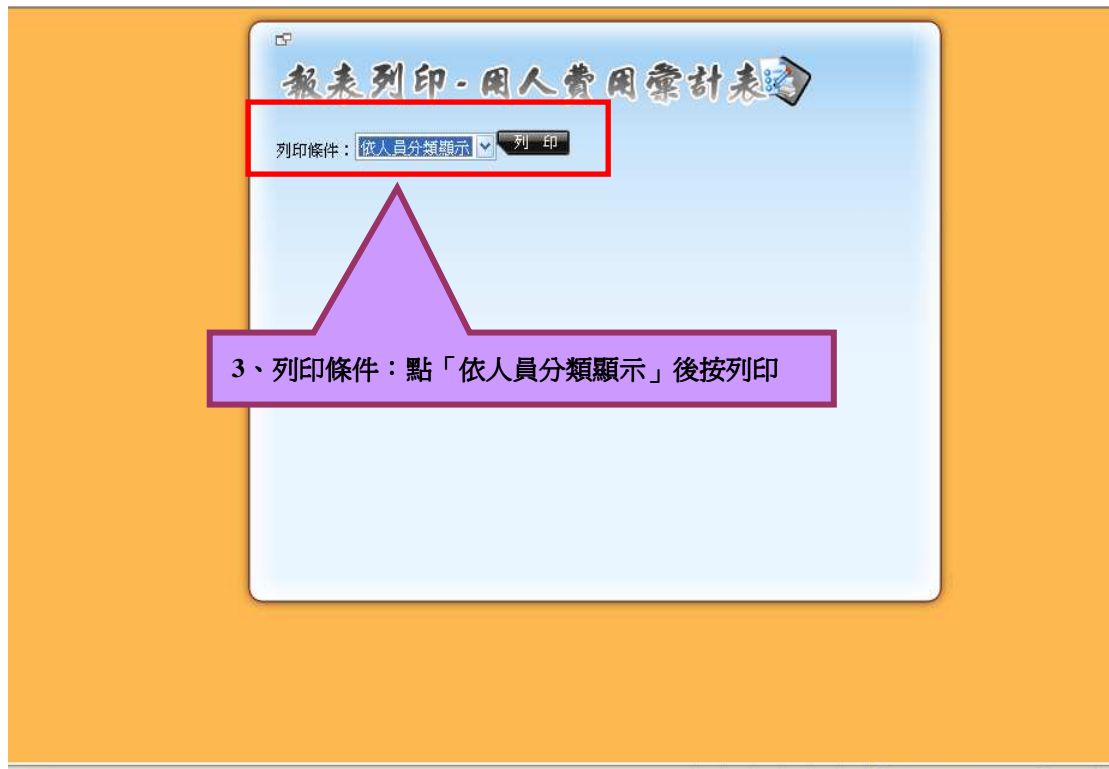 報表列印-用人費用彙計表
列印條件：依人員分類顯示 列 印
3、列印條件：點「依人員分類顯示」後按列印